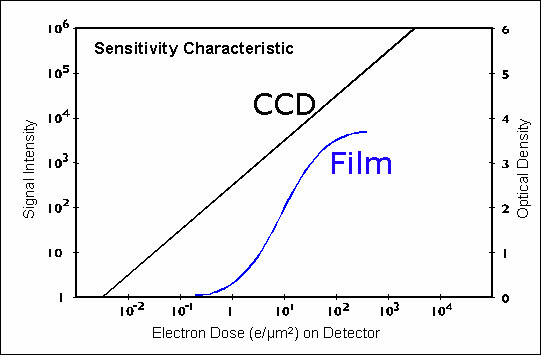 Sensitivity Characteristic
CCD
Film
Signal Intensity
10⁶
10⁵
10⁴
10³
10²
10
1
Optical Density
6
5
4
3
2
1
0
10⁻² 10⁻¹ 1 10¹ 10² 10³ 10⁴
Electron Dose (e/µm²) on Detector